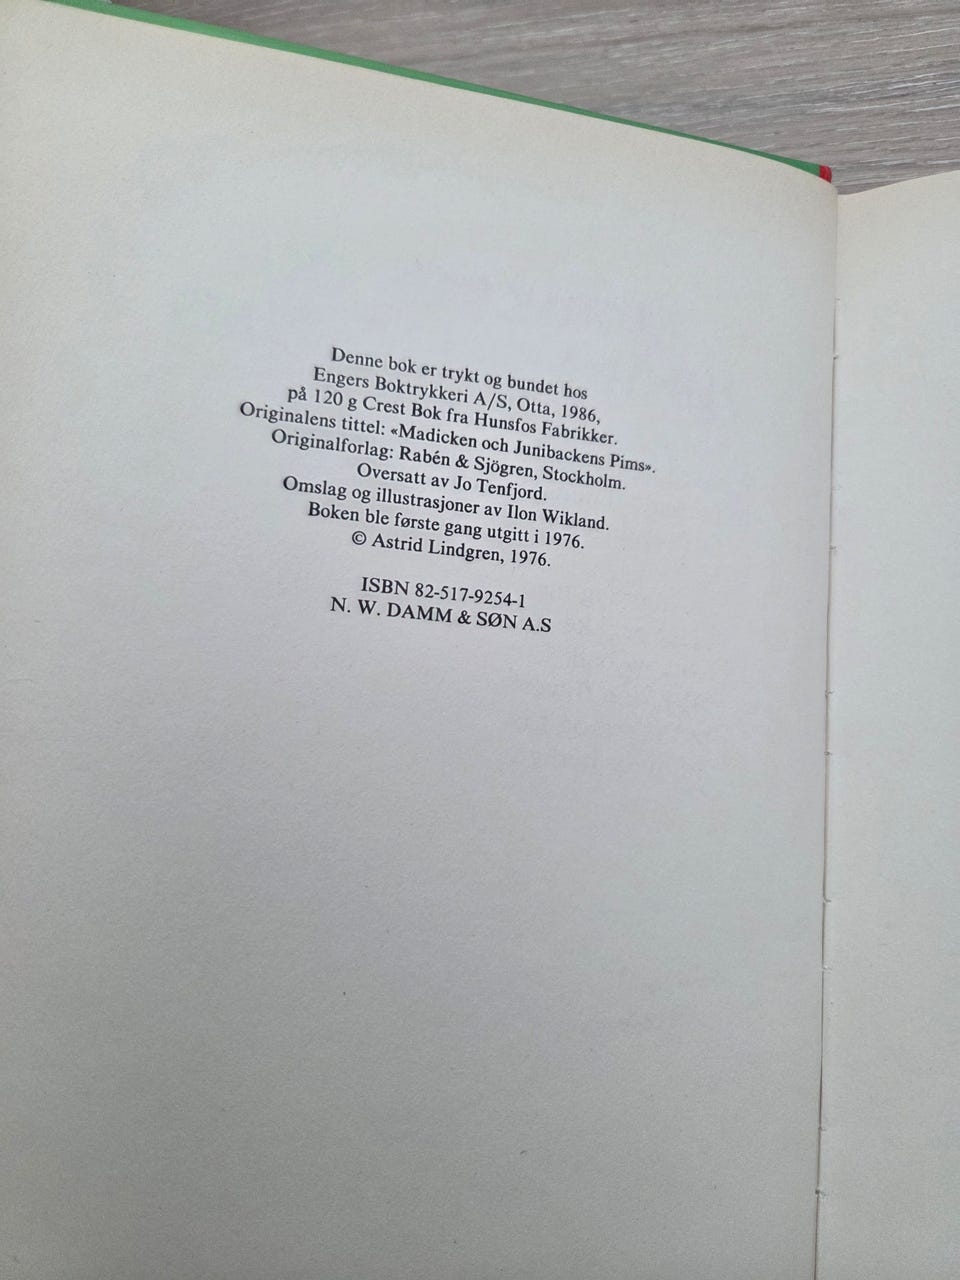 Denne bok er trykt og bundet hos
Engers Boktrykkeri A/S, Otta, 1986,
på 120 g Crest Bok fra Hunsfos Fabrikker.
Originalens tittel: «Madicken och Junibackens Pims».
Originalforlag: Rabén & Sjögren, Stockholm.
Oversatt av Jo Tenfjord.
Omslag og illustrasjoner av Ilon Wikland.
Boken ble første gang utgitt i 1976.
© Astrid Lindgren, 1976.
ISBN 82-517-9254-1
N. W. DAMM & SØN A.S